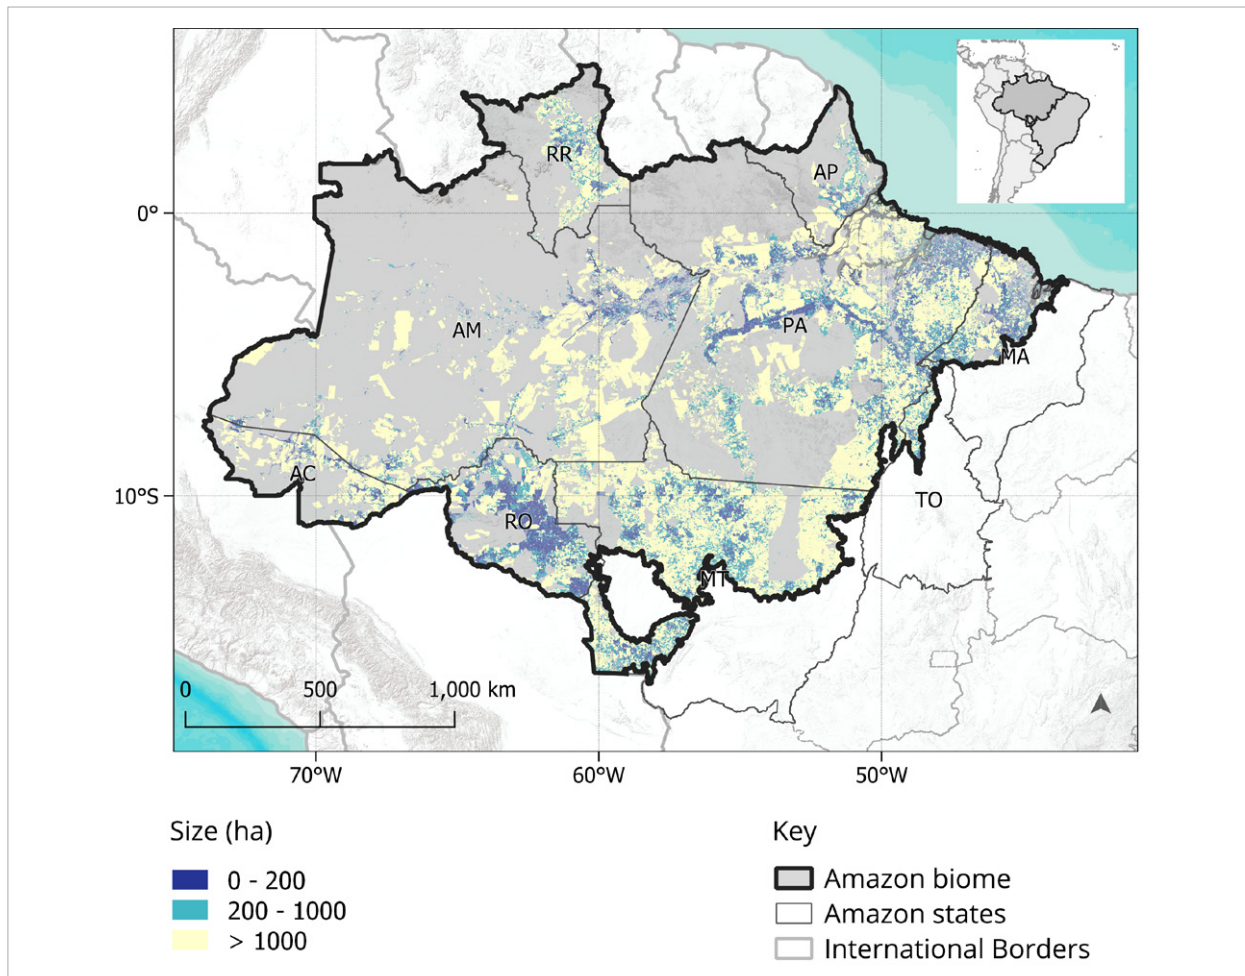 RR
AP
0°
AM
PA
MA
AC
10°S
TO
RO
MT
0 500 1,000 km
70°W 60°W 50°W
Size (ha) Key
0 - 200 Amazon biome
200 - 1000 Amazon states
> 1000 International Borders